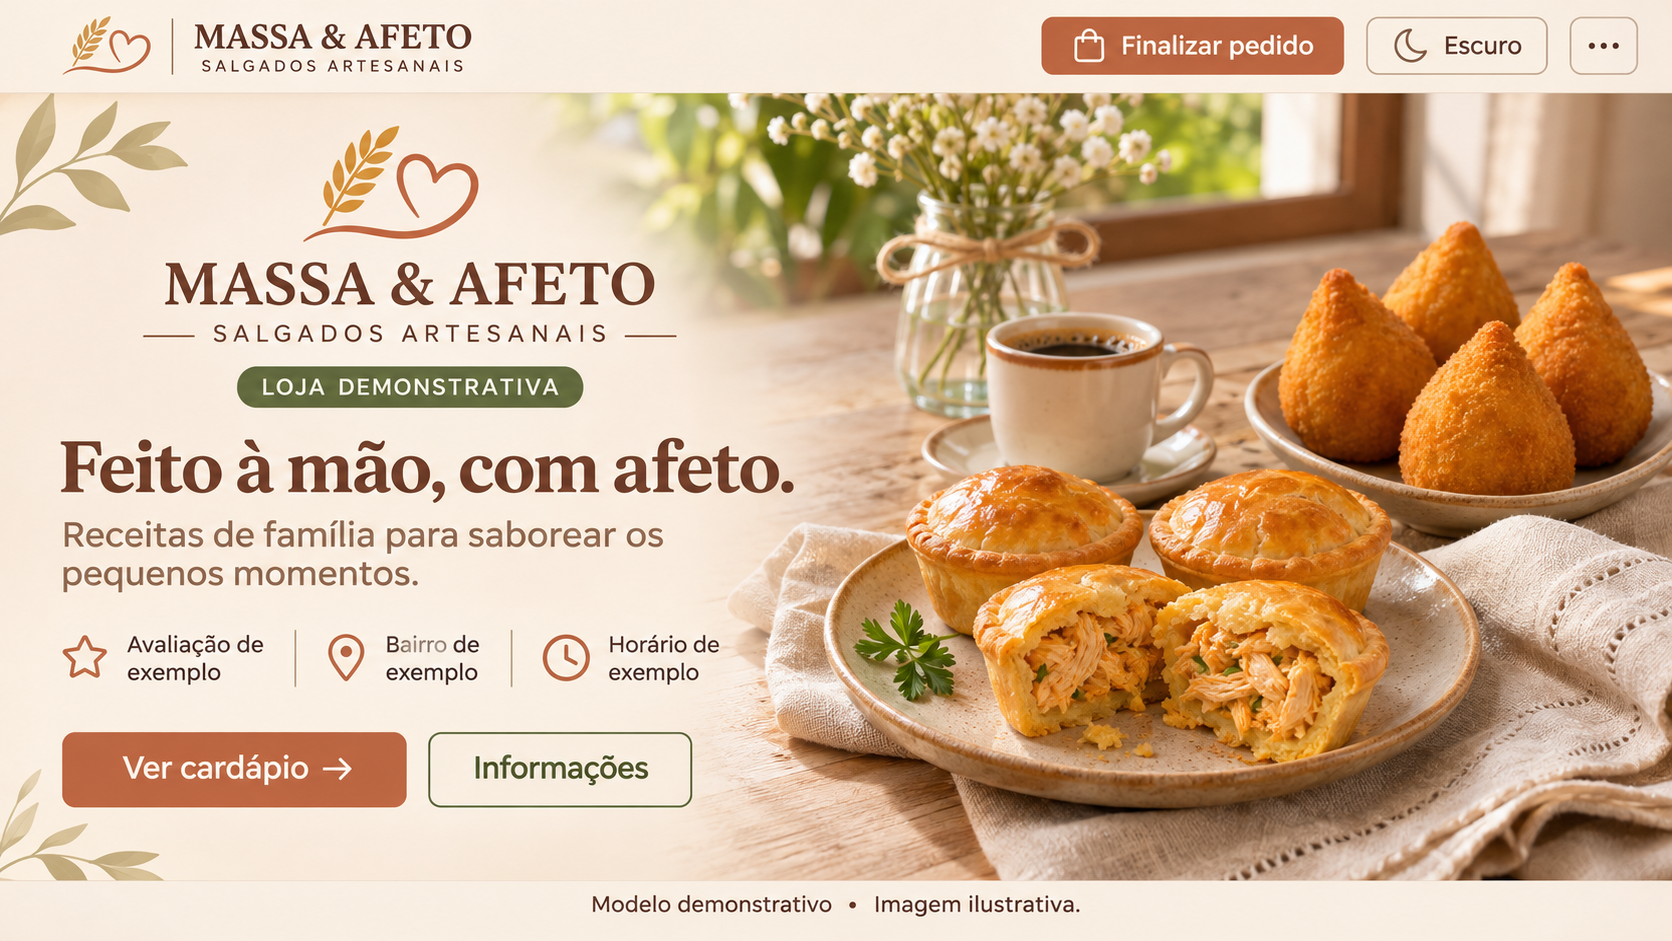 MASSA & AFETO
SALGADOS ARTESANAIS
Finalizar pedido
Escuro
MASSA & AFETO
SALGADOS ARTESANAIS
LOJA DEMONSTRATIVA
Feito à mão, com afeto.
Receitas de família para saborear os
pequenos momentos.
Avaliação de
exemplo
Bairro de
exemplo
Horário de
exemplo
Ver cardápio →
Informações
Modelo demonstrativo • Imagem ilustrativa.